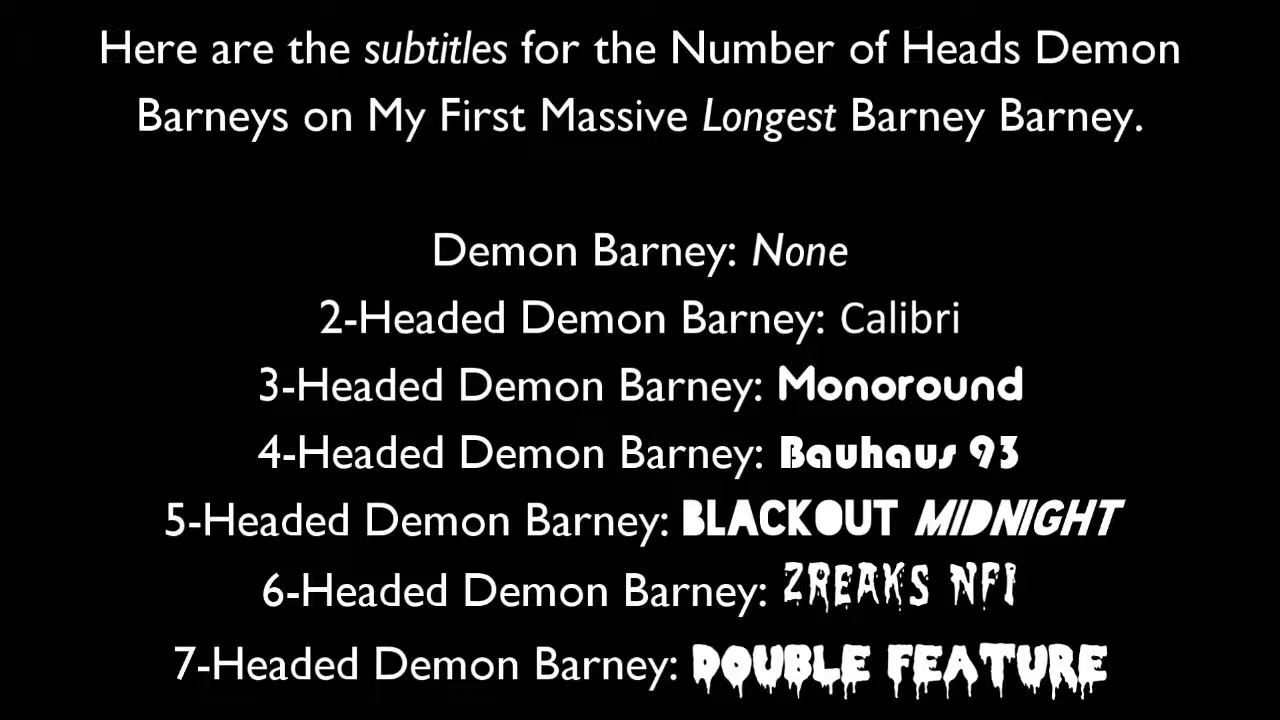 Here are the subtitles for the Number of Heads Demon
Barneys on My First Massive Longest Barney Barney.
Demon Barney: None
2-Headed Demon Barney: Calibri
3-Headed Demon Barney: Monoround
4-Headed Demon Barney: Bauhaus 93
5-Headed Demon Barney: BLACKOUT MIDNIGHT
6-Headed Demon Barney: ZREAKS NFI
7-Headed Demon Barney: DOUBLE FEATURE